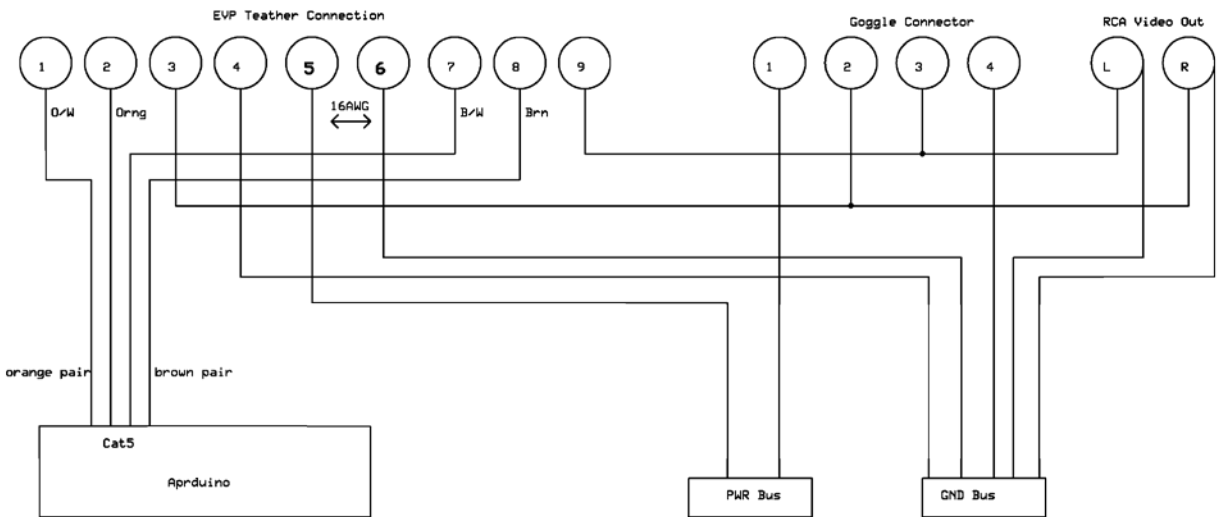 EVP Teather Connection
Goggle Connector
RCA Video Out
1 2 3 4 5 6 7 8 9
1 2 3 4
L R
O/W Orng 16AWG B/W Brn
orange pair brown pair
Cat5
Aprduino
PWR Bus
GND Bus